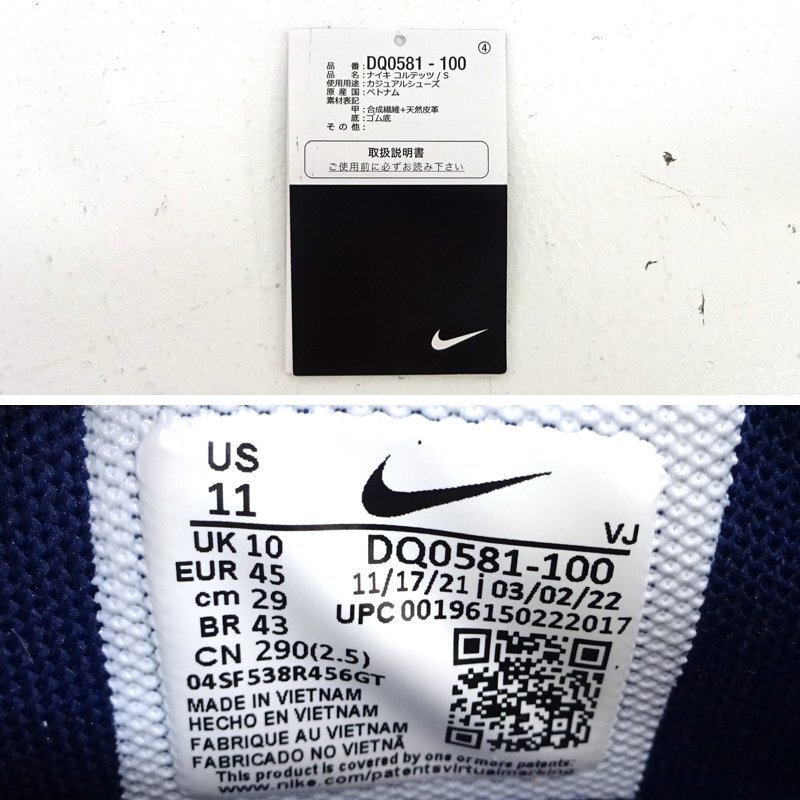 ④
品番:DQ0581 - 100
品名:ナイキ コルテッツ / S
使用用途:カジュアルシューズ
原産国:ベトナム
素材表記
甲:合成繊維+天然皮革
底:ゴム底
その他:
取扱説明書
ご使用前に必ずお読み下さい
US
11
VJ
UK 10
DQ0581-100
EUR 45
11/17/21 | 03/02/22
cm 29
UPC 00196150222017
BR 43
CN 290(2.5)
04SF538R456GT
MADE IN VIETNAM
HECHO EN VIETNAM
FABRIQUE AU VIETNAM
FABRICADO NO VIETNÃ
This product is covered by one or more patents
www.nike.com/patentsvirtualmarking